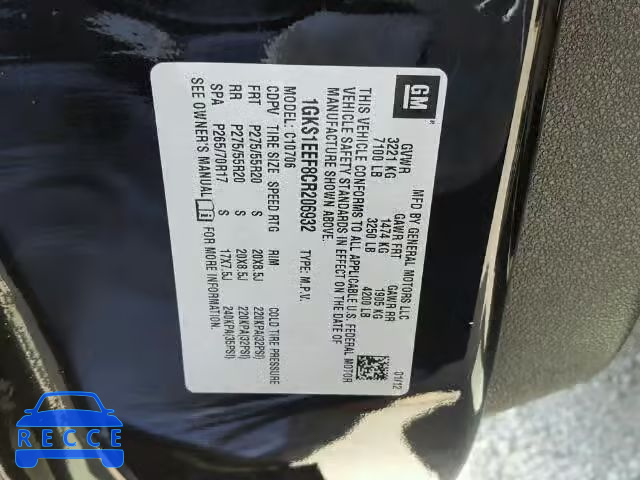 GM
MFD BY GENERAL MOTORS LLC
01/12
GVWR GAWR FRT GAWR RR
3221 KG 1474 KG 1905 KG
7100 LB 3250 LB 4200 LB
THIS VEHICLE CONFORMS TO ALL APPLICABLE U.S. FEDERAL MOTOR
VEHICLE SAFETY STANDARDS IN EFFECT ON THE DATE OF
MANUFACTURE SHOWN ABOVE.
1GKS1EEF8CR206932 TYPE: M.P.V.
MODEL: C10706
CDPV TIRE SIZE SPEED RTG RIM COLD TIRE PRESSURE
FRT P275/55R20 S 20X8.5J 220KPA(32PSI)
RR P275/55R20 S 20X8.5J 220KPA(32PSI)
SPA P265/70R17 S 17X7.5J 240KPA(35PSI)
SEE OWNER'S MANUAL FOR MORE INFORMATION.
RECCE